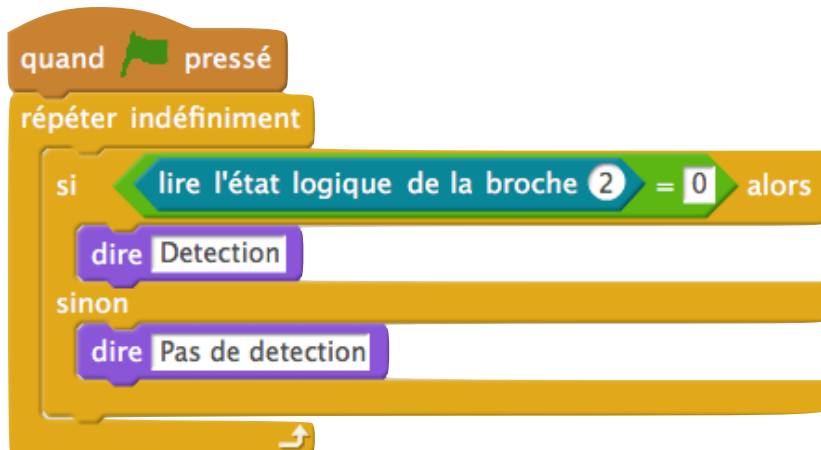 quand pressé
répéter indéfiniment
si lire l'état logique de la broche 2 = 0 alors
dire Detection
sinon
dire Pas de detection